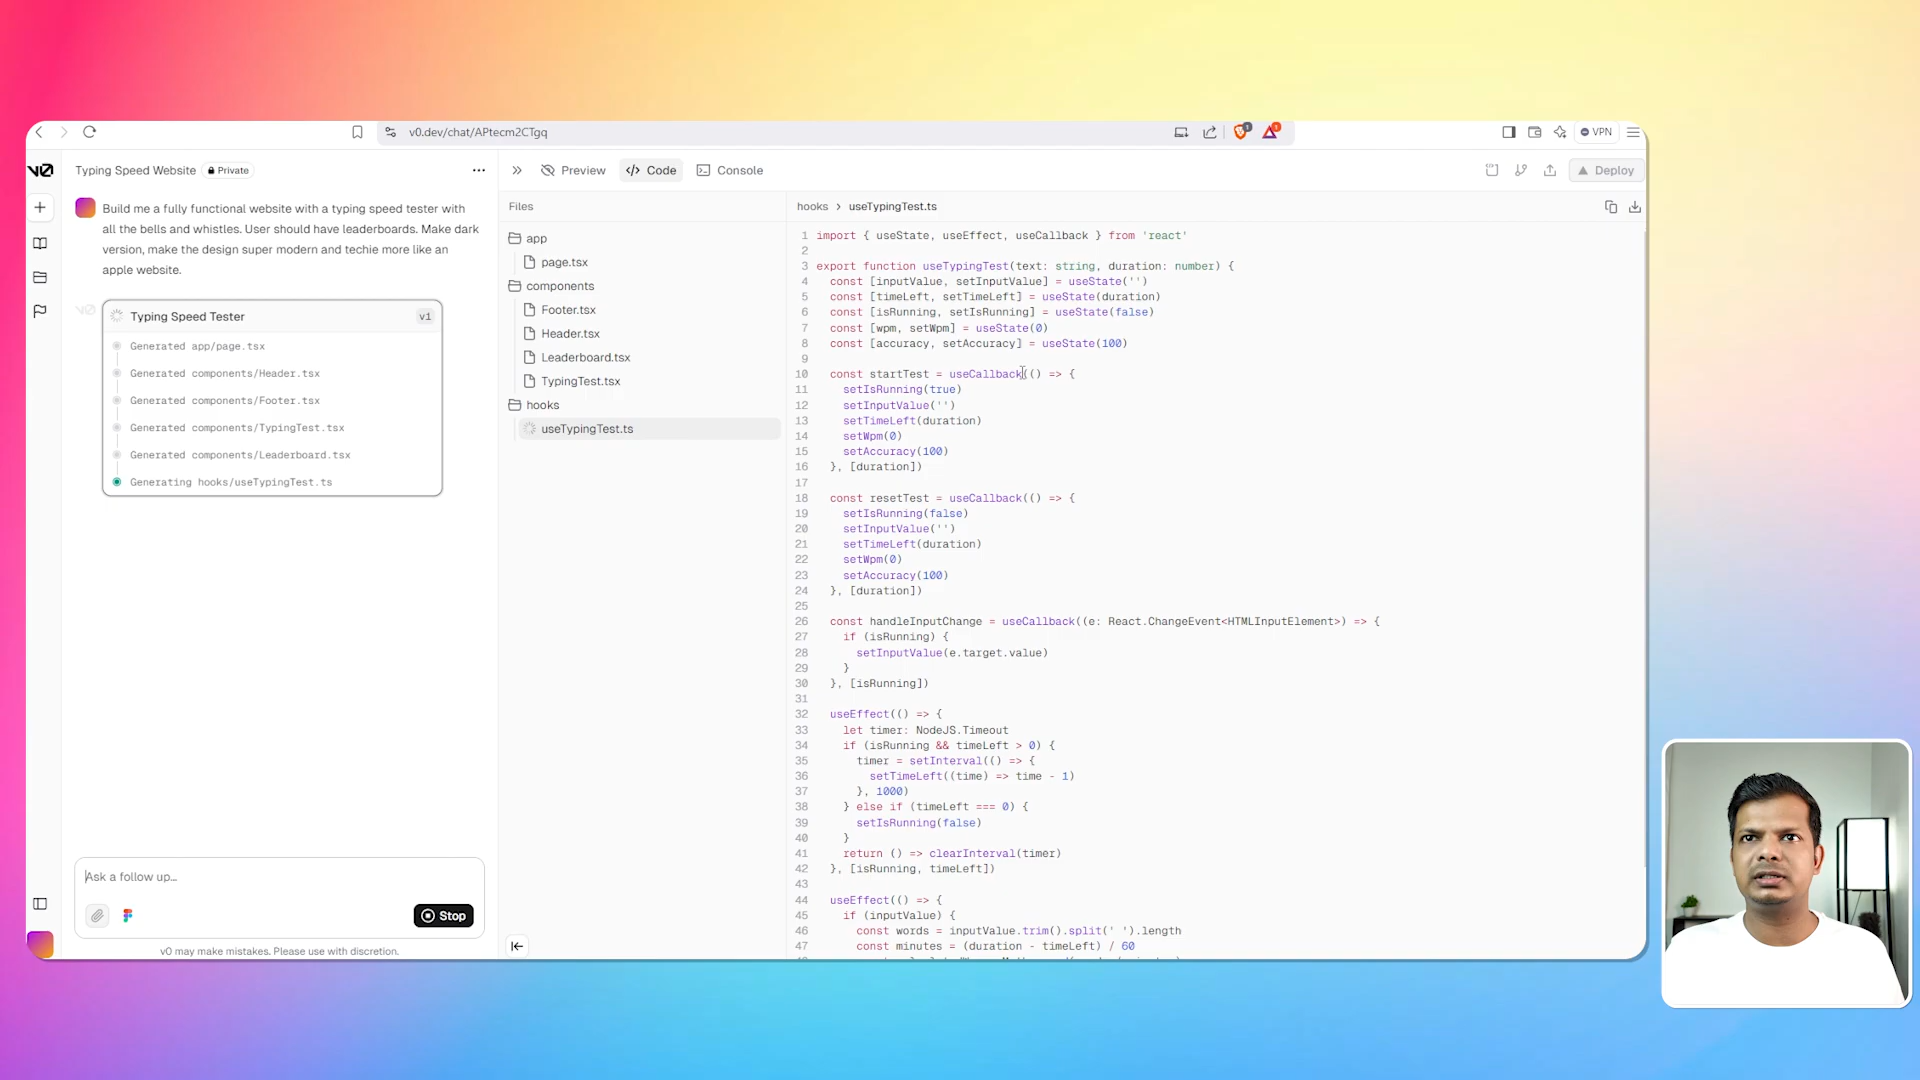 v0.dev/chat/APtecm2CTgq
1
1
VPN
v0
Typing Speed Website
Private
Preview
Code
Console
Deploy
Build me a fully functional website with a typing speed tester with
all the bells and whistles. User should have leaderboards. Make dark
version, make the design super modern and techie more like an
apple website.
v0
Typing Speed Tester
v1
Generated app/page.tsx
Generated components/Header.tsx
Generated components/Footer.tsx
Generated components/TypingTest.tsx
Generated components/Leaderboard.tsx
Generating hooks/useTypingTest.ts
Ask a follow up...
Stop
v0 may make mistakes. Please use with discretion.
Files
app
page.tsx
components
Footer.tsx
Header.tsx
Leaderboard.tsx
TypingTest.tsx
hooks
useTypingTest.ts
hooks > useTypingTest.ts
1 import { useState, useEffect, useCallback } from 'react'
2
3 export function useTypingTest(text: string, duration: number) {
4 const [inputValue, setInputValue] = useState('')
5 const [timeLeft, setTimeLeft] = useState(duration)
6 const [isRunning, setIsRunning] = useState(false)
7 const [wpm, setWpm] = useState(0)
8 const [accuracy, setAccuracy] = useState(100)
9
10 const startTest = useCallback(() => {
11 setIsRunning(true)
12 setInputValue('')
13 setTimeLeft(duration)
14 setWpm(0)
15 setAccuracy(100)
16 }, [duration])
17
18 const resetTest = useCallback(() => {
19 setIsRunning(false)
20 setInputValue('')
21 setTimeLeft(duration)
22 setWpm(0)
23 setAccuracy(100)
24 }, [duration])
25
26 const handleInputChange = useCallback((e: React.ChangeEvent<HTMLInputElement>) => {
27 if (isRunning) {
28 setInputValue(e.target.value)
29 }
30 }, [isRunning])
31
32 useEffect(() => {
33 let timer: NodeJS.Timeout
34 if (isRunning && timeLeft > 0) {
35 timer = setInterval(() => {
36 setTimeLeft((time) => time - 1)
37 }, 1000)
38 } else if (timeLeft === 0) {
39 setIsRunning(false)
40 }
41 return () => clearInterval(timer)
42 }, [isRunning, timeLeft])
43
44 useEffect(() => {
45 if (inputValue) {
46 const words = inputValue.trim().split(' ').length
47 const minutes = (duration - timeLeft) / 60